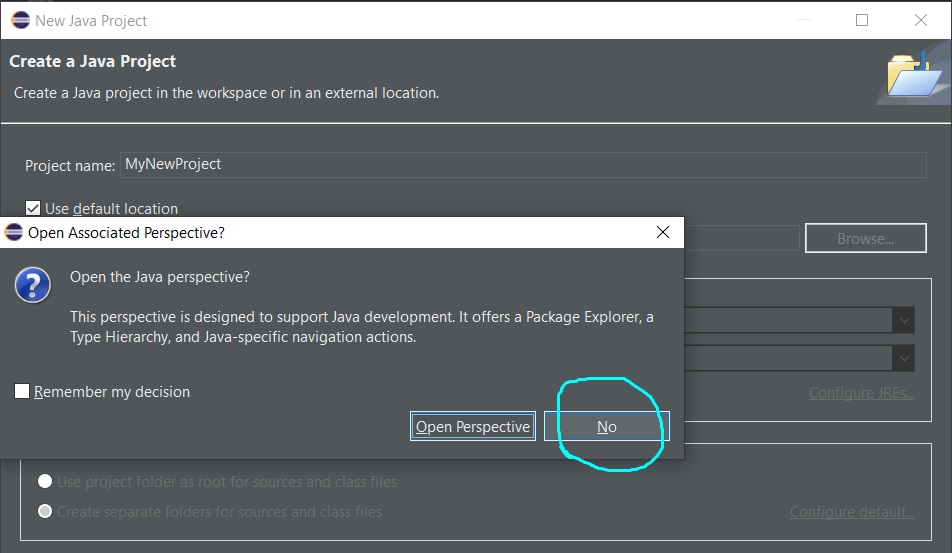 New Java Project
Create a Java Project
Create a Java project in the workspace or in an external location.
Project name: MyNewProject
Use default location
Browse...
Open Associated Perspective?
Open the Java perspective?
This perspective is designed to support Java development. It offers a Package Explorer, a
Type Hierarchy, and Java-specific navigation actions.
Remember my decision
Configure JREs...
Open Perspective No
Use project folder as root for sources and class files
Create separate folders for sources and class files Configure default...